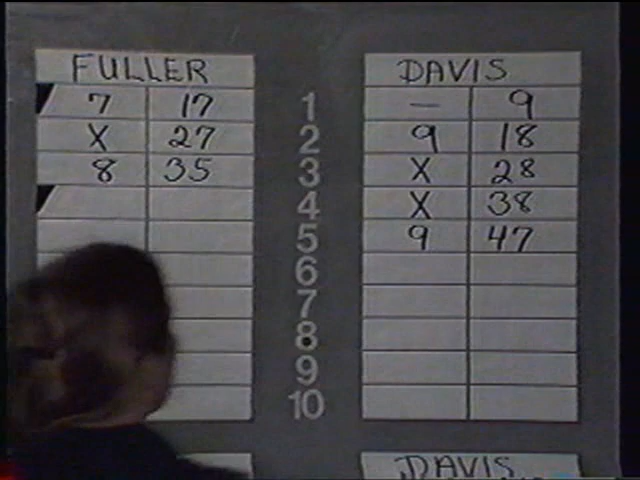 FULLER DAVIS
7 17 1 – 9
X 27 2 9 18
8 35 3 X 28
4 X 38
5 9 47
6
7
8
9
10
DAVIS